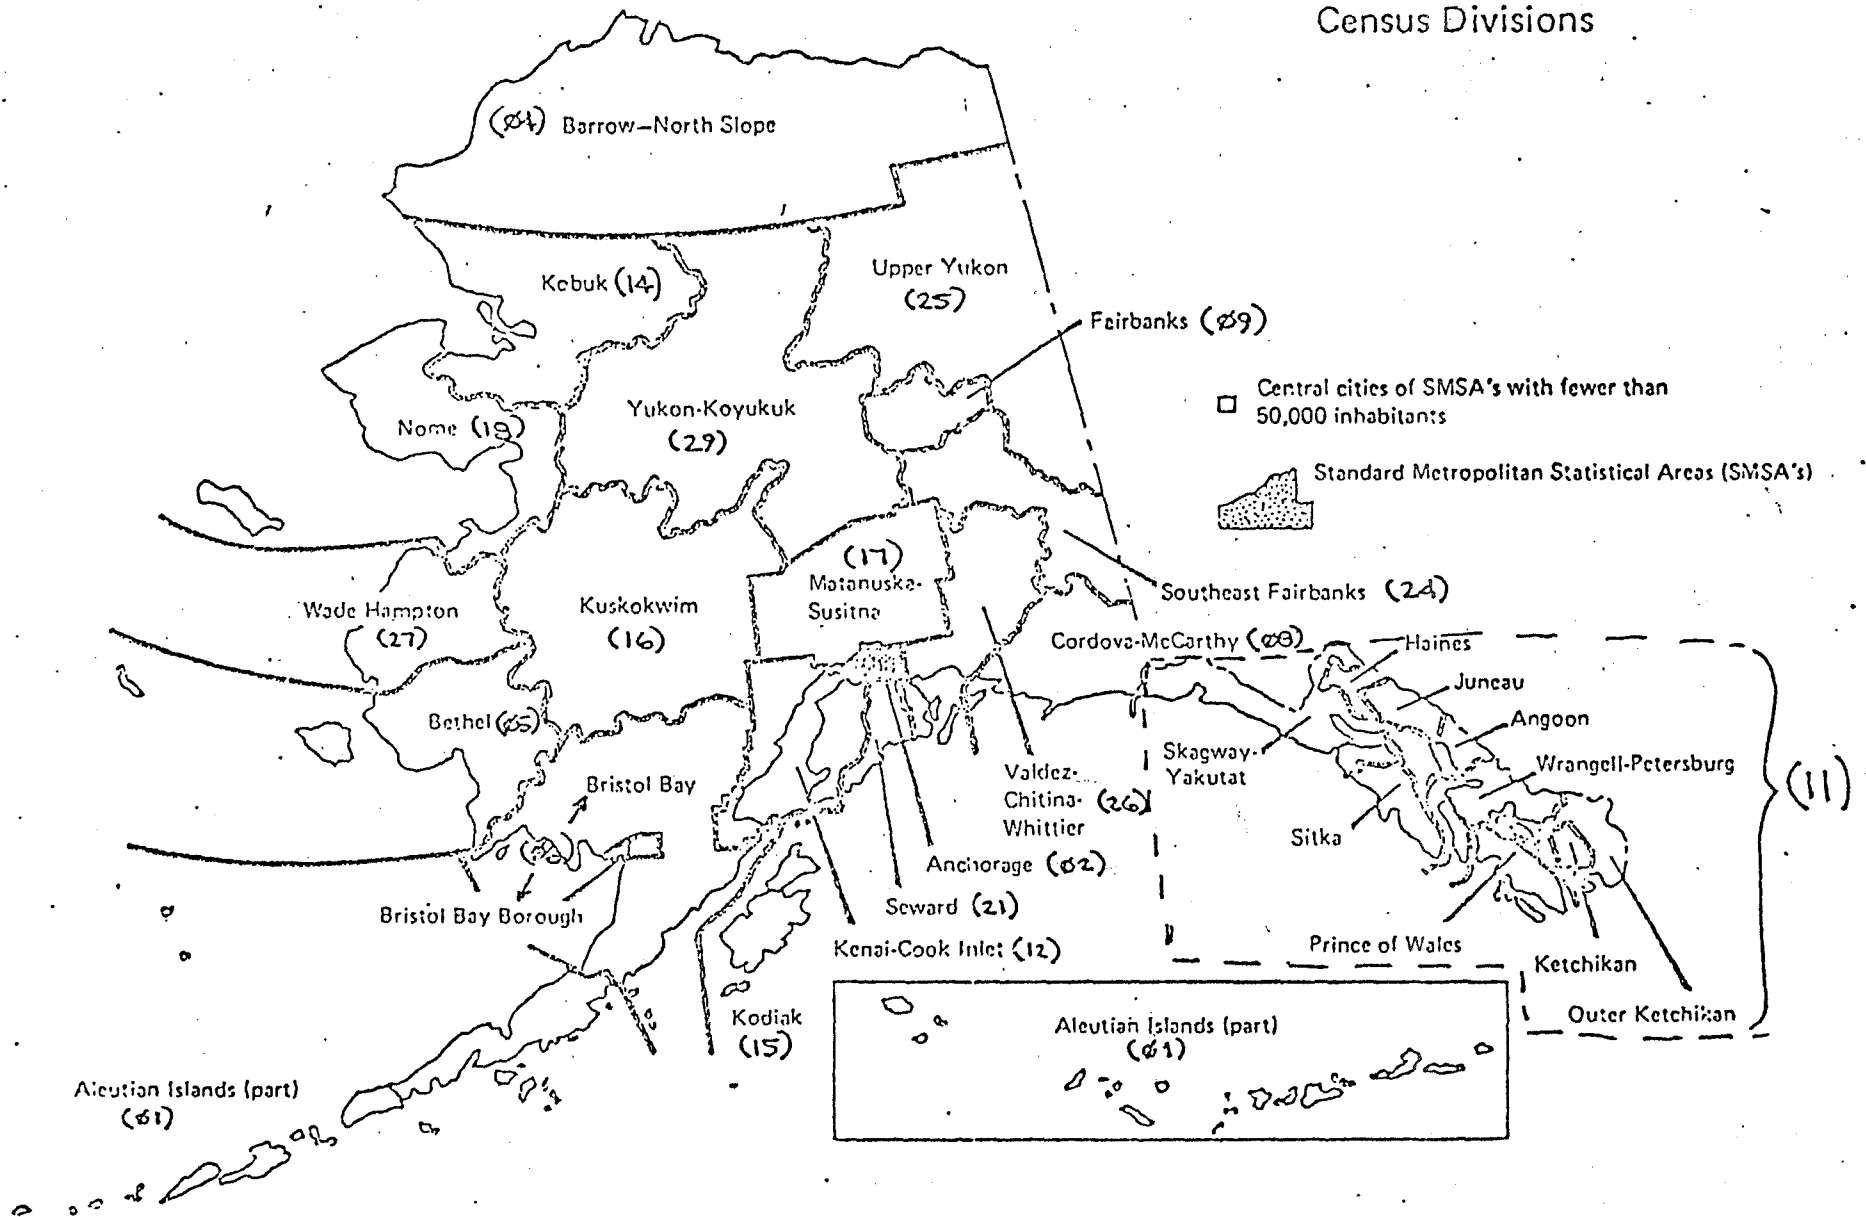 Census Divisions
(Ø4) Barrow–North Slope
Kobuk (14)
Upper Yukon
(25)
Fairbanks (Ø9)
Central cities of SMSA's with fewer than
50,000 inhabitants
Yukon-Koyukuk
(29)
Nome (18)
Standard Metropolitan Statistical Areas (SMSA's)
(17)
Matanuska-
Susitna
Southeast Fairbanks (24)
Wade Hampton
(27)
Kuskokwim
(16)
Cordova-McCarthy (Ø8)
Haines
Juneau
Bethel (Ø5)
Angoon
Skagway-
Yakutat
Wrangell-Petersburg
(11)
Bristol Bay
Valdez-
Chitina- (26)
Whittier
Sitka
Anchorage (Ø2)
Seward (21)
Bristol Bay Borough
Kenai-Cook Inlet (12)
Prince of Wales
Ketchikan
Outer Ketchikan
Kodiak
(15)
Aleutian Islands (part)
(Ø1)
Aleutian Islands (part)
(Ø1)